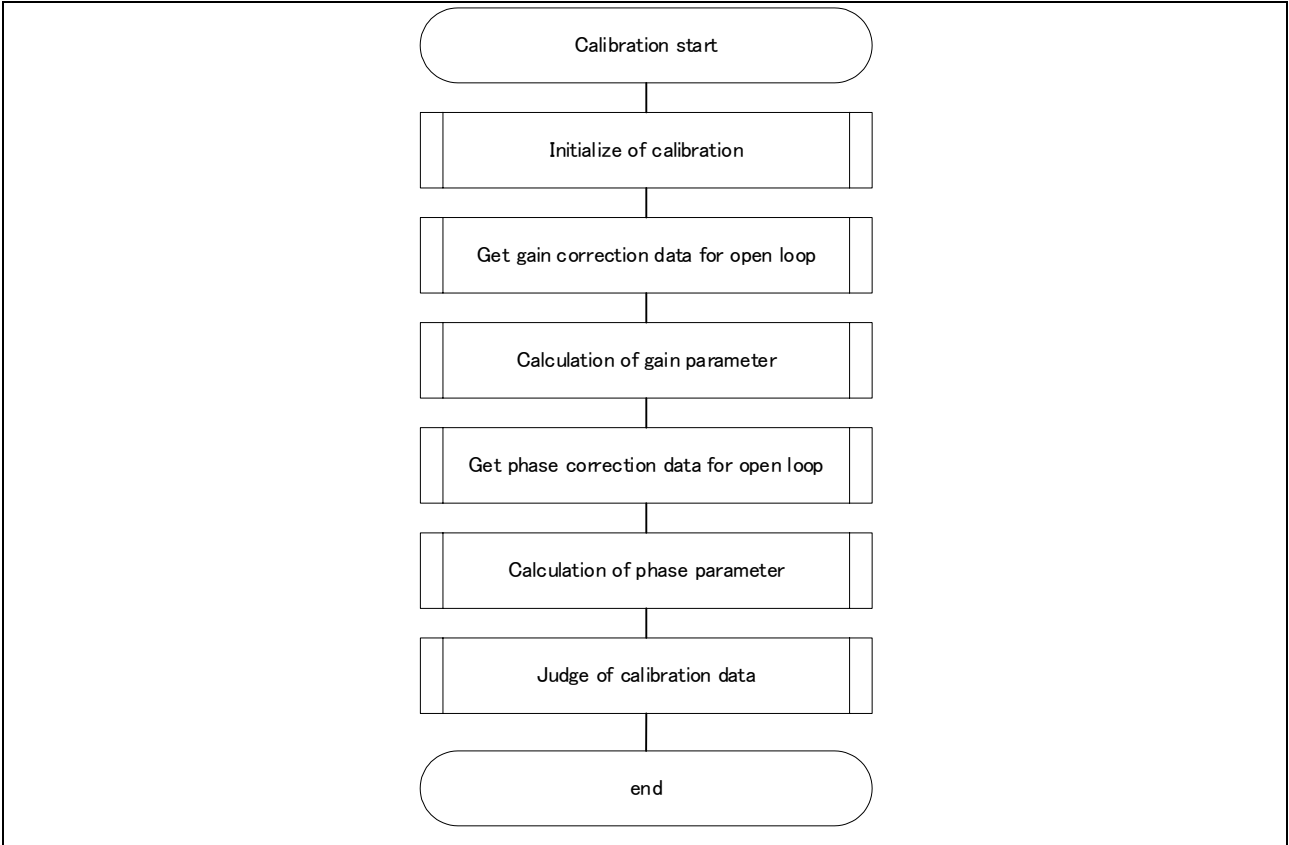 Calibration start
Initialize of calibration
Get gain correction data for open loop
Calculation of gain parameter
Get phase correction data for open loop
Calculation of phase parameter
Judge of calibration data
end